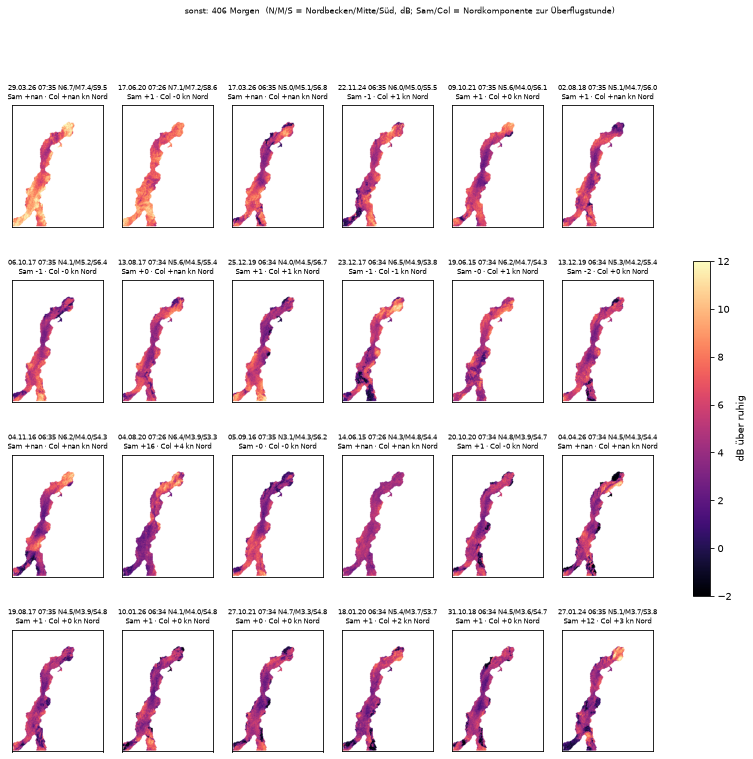 sonst: 406 Morgen  (N/M/S = Nordbecken/Mitte/Süd, dB; Sam/Col = Nordkomponente zur Überflugstunde)
29.03.26 07:35 N6.7/M7.4/S9.5
Sam +nan · Col +nan kn Nord
17.06.20 07:26 N7.1/M7.2/S8.6
Sam +1 · Col -0 kn Nord
17.03.26 06:35 N5.0/M5.1/S6.8
Sam +nan · Col +nan kn Nord
22.11.24 07:35 N6.0/M5.0/S5.5
Sam -1 · Col +1 kn Nord
09.10.21 07:35 N5.6/M4.0/S6.1
Sam +1 · Col +0 kn Nord
02.08.18 07:35 N5.1/M4.7/S6.0
Sam +1 · Col +nan kn Nord
06.10.17 07:35 N4.1/M5.2/S6.4
Sam -1 · Col -0 kn Nord
13.08.17 07:34 N5.6/M4.5/S5.4
Sam +0 · Col +nan kn Nord
25.12.19 06:34 N4.0/M4.5/S6.7
Sam +1 · Col +1 kn Nord
23.12.17 06:34 N6.5/M4.9/S3.8
Sam -1 · Col -1 kn Nord
19.06.15 07:34 N6.2/M4.7/S4.3
Sam -0 · Col +1 kn Nord
13.12.19 06:34 N5.3/M4.2/S5.4
Sam -2 · Col +0 kn Nord
04.11.16 06:35 N6.2/M4.0/S4.3
Sam +nan · Col +nan kn Nord
04.08.20 07:26 N6.4/M3.9/S3.3
Sam +16 · Col +4 kn Nord
05.09.16 07:35 N3.1/M4.3/S6.2
Sam -0 · Col -0 kn Nord
14.06.15 07:26 N4.3/M4.8/S4.4
Sam +nan · Col +nan kn Nord
20.10.20 07:34 N4.8/M3.9/S4.7
Sam +1 · Col -0 kn Nord
04.04.26 07:34 N4.5/M4.3/S4.4
Sam +nan · Col +nan kn Nord
19.08.17 07:35 N4.5/M3.9/S4.8
Sam +1 · Col +0 kn Nord
10.01.26 06:34 N4.1/M4.0/S4.8
Sam +1 · Col +0 kn Nord
27.10.21 07:34 N4.7/M3.3/S4.8
Sam +0 · Col +0 kn Nord
18.01.20 06:34 N5.4/M3.7/S3.7
Sam +1 · Col +2 kn Nord
31.10.18 06:34 N4.5/M3.6/S4.7
Sam +1 · Col +0 kn Nord
27.01.24 06:35 N5.1/M3.7/S3.8
Sam +12 · Col +3 kn Nord
12
10
8
6
4
2
0
−2
dB über ruhig